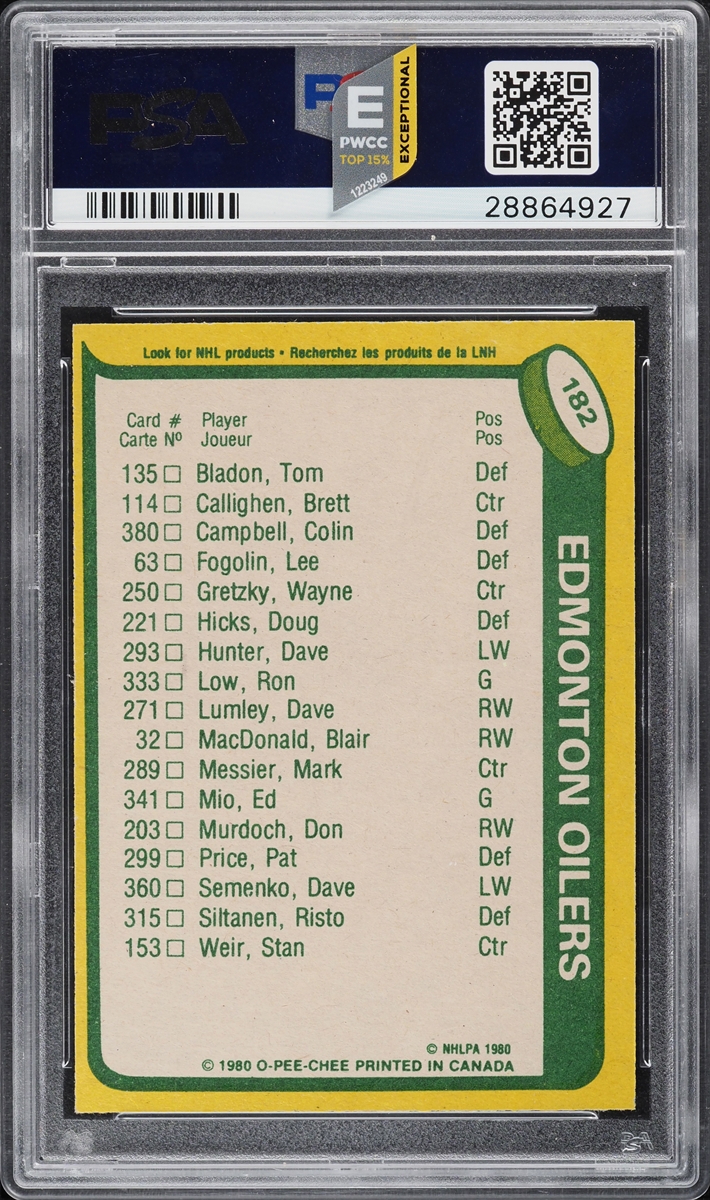 PSA
E
PWCC
TOP 15%
EXCEPTIONAL
1223249
28864927
Look for NHL products • Recherchez les produits de la LNH
182
Card # Player Pos
Carte Nº Joueur Pos
135 □ Bladon, Tom Def
114 □ Callighen, Brett Ctr
380 □ Campbell, Colin Def
63 □ Fogolin, Lee Def
250 □ Gretzky, Wayne Ctr
221 □ Hicks, Doug Def
293 □ Hunter, Dave LW
333 □ Low, Ron G
271 □ Lumley, Dave RW
32 □ MacDonald, Blair RW
289 □ Messier, Mark Ctr
341 □ Mio, Ed G
203 □ Murdoch, Don RW
299 □ Price, Pat Def
360 □ Semenko, Dave LW
315 □ Siltanen, Risto Def
153 □ Weir, Stan Ctr
EDMONTON OILERS
© NHLPA 1980
© 1980 O-PEE-CHEE PRINTED IN CANADA
PSA